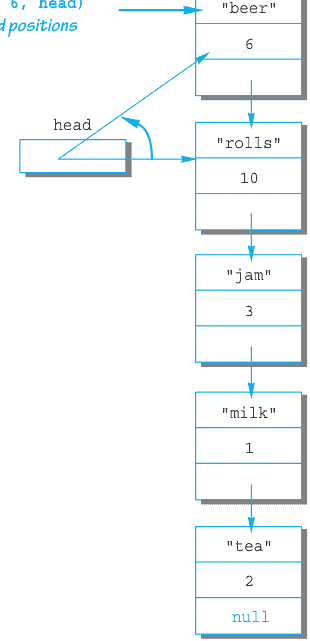 6, head)
"beer"
d positions
6
head
"rolls"
10
"jam"
3
"milk"
1
"tea"
2
null